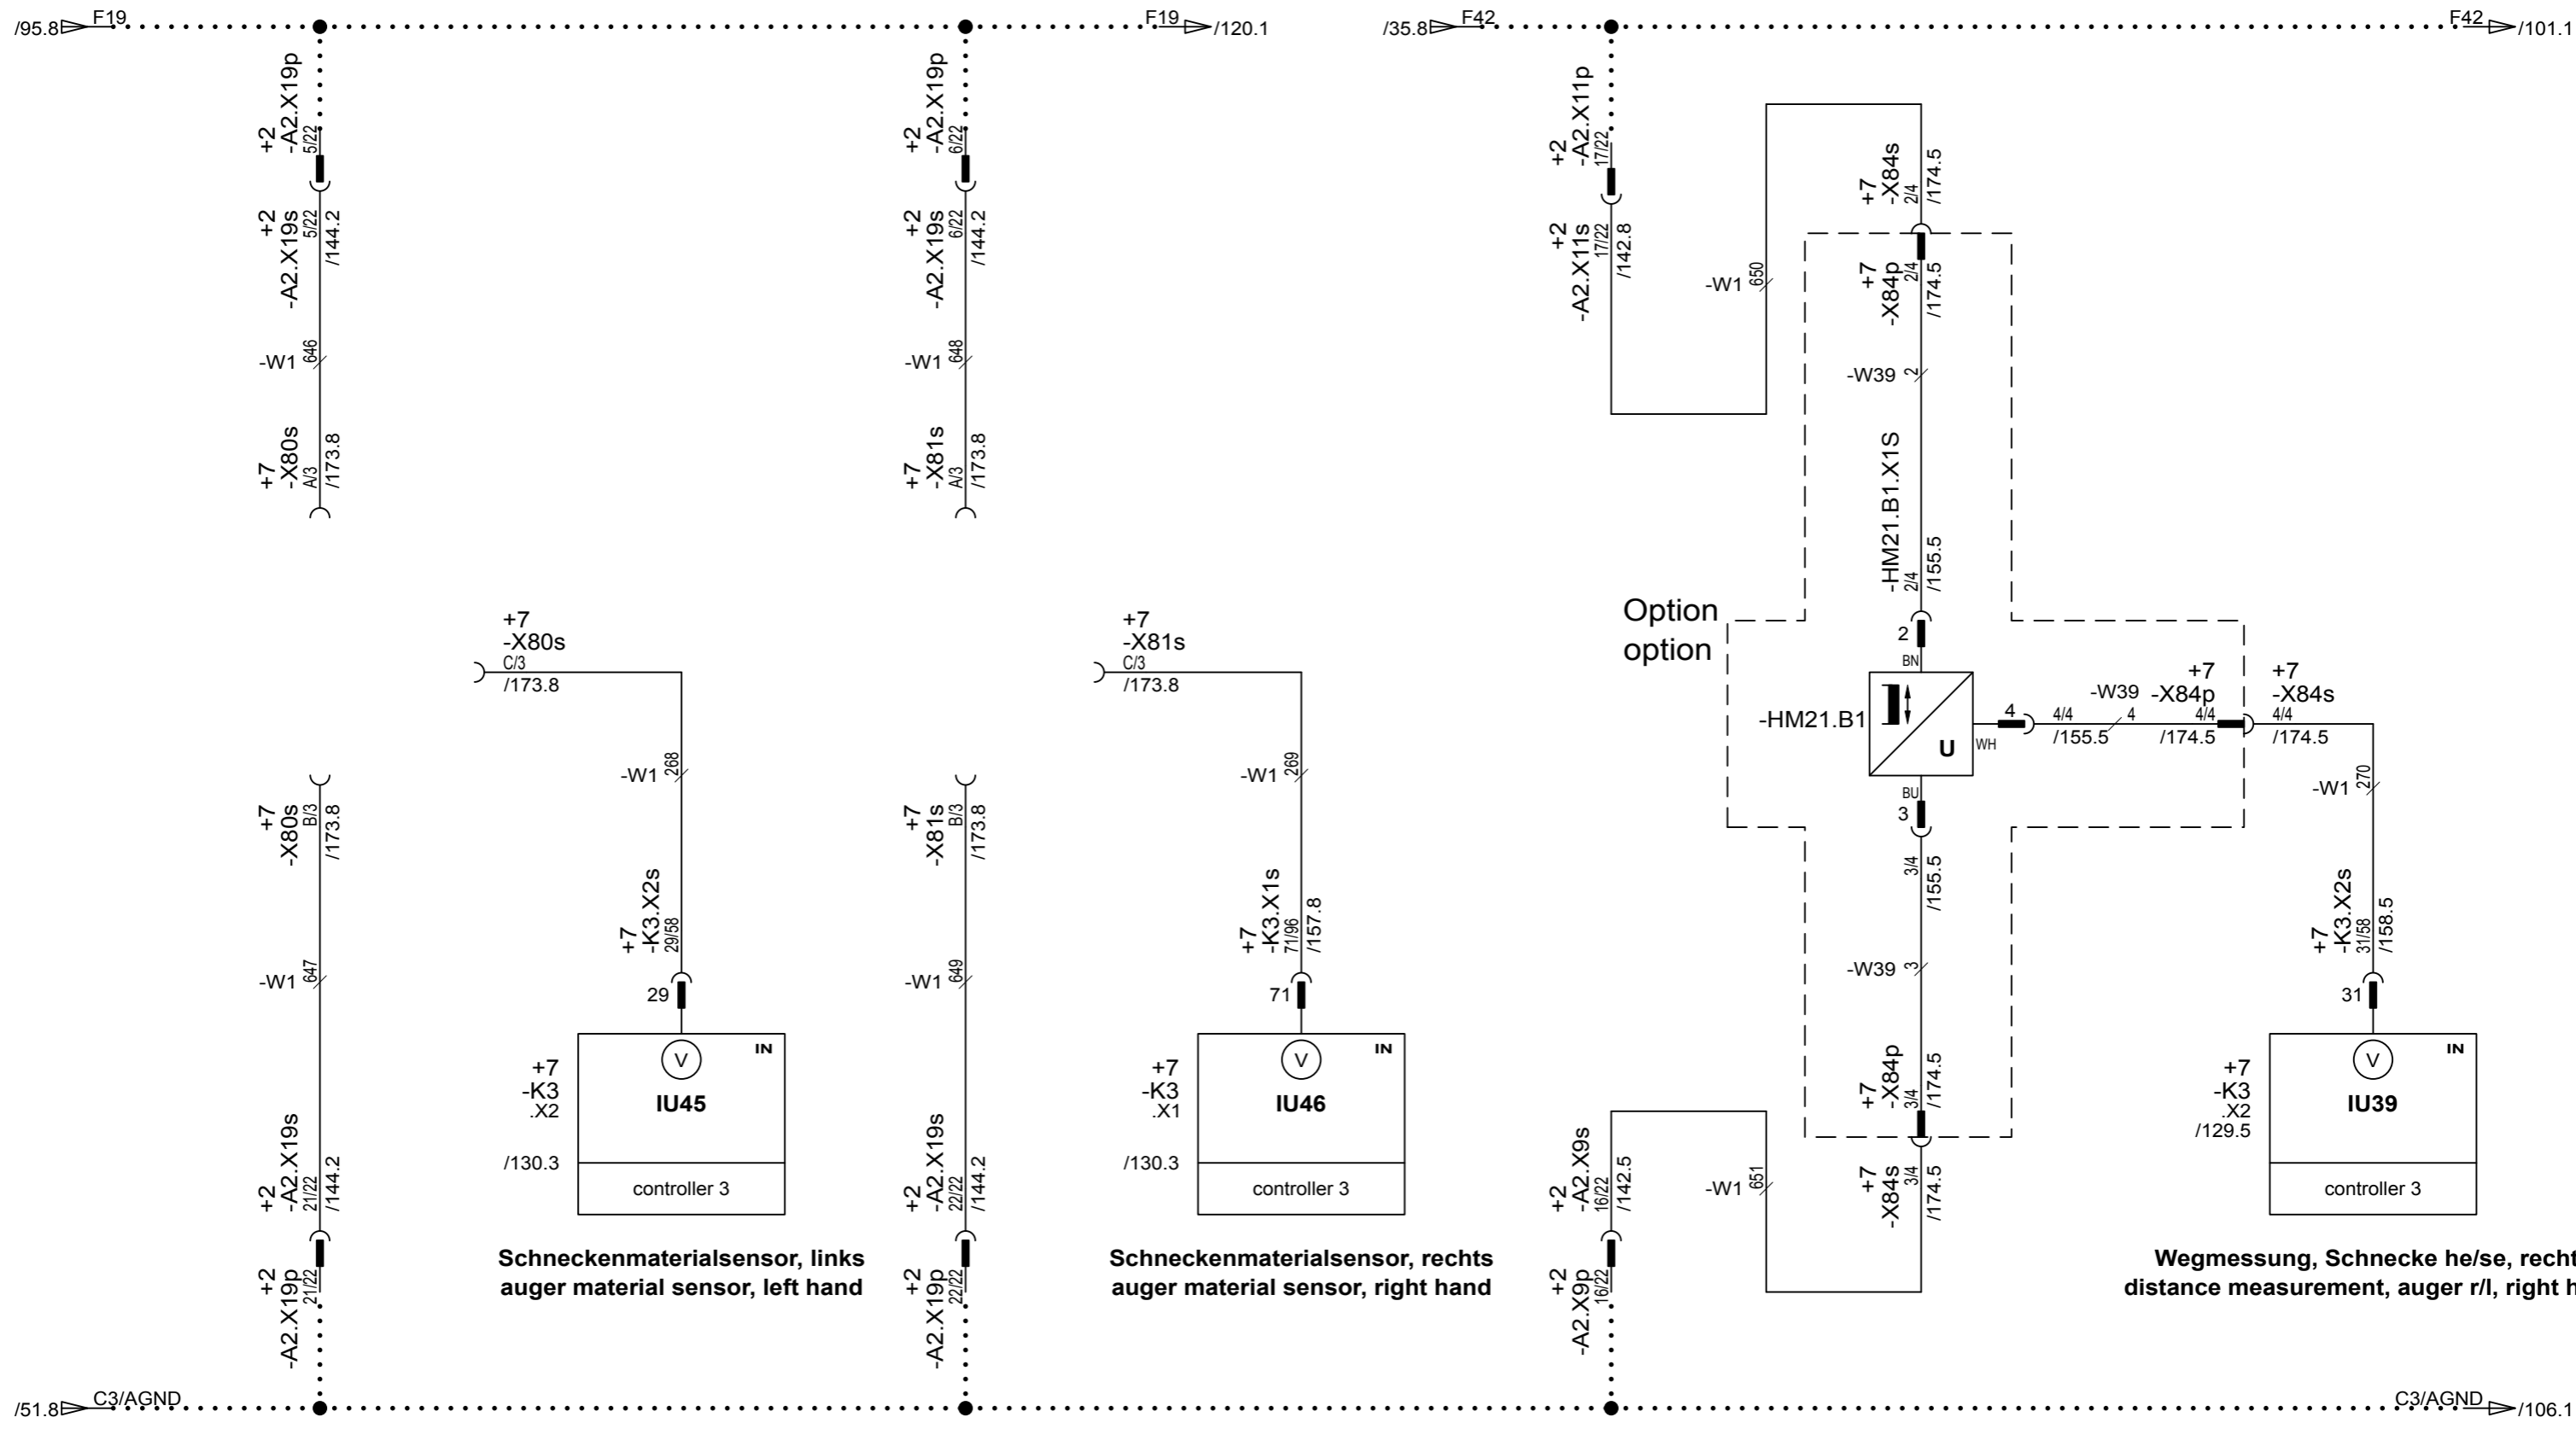 /95.8 F19
F19 /120.1
/35.8 F42
F42 /101.1
+2
-A2.X19p
5/22
+2
-A2.X19s
5/22
/144.2
-W1 646
+7
-X80s
A/3
/173.8
+2
-A2.X19p
6/22
+2
-A2.X19s
6/22
/144.2
-W1 648
+7
-X81s
A/3
/173.8
+2
-A2.X11p
17/22
+2
-A2.X11s
17/22
/142.8
-W1 650
+7
-X84s
2/4
/174.5
+7
-X84p
2/4
/174.5
-W39 2
-HM21.B1.X1S
2/4
/155.5
Option
option
2
BN
-HM21.B1
U
WH
4
4/4
/155.5
-W39
4
+7
-X84p
4/4
/174.5
+7
-X84s
4/4
/174.5
BU
3
3/4
/155.5
-W39 3
+7
-X84p
3/4
/174.5
+7
-X84s
3/4
/174.5
-W1 651
+2
-A2.X9s
16/22
/142.5
+2
-A2.X9p
16/22
-W1 270
+7
-K3.X2s
31/58
/158.5
31
+7
-K3
.X2
/129.5
V
IN
IU39
controller 3
Wegmessung, Schnecke he/se, recht
distance measurement, auger r/l, right h
+7
-X80s
C/3
/173.8
-W1 268
+7
-K3.X2s
29/58
29
+7
-K3
.X2
/130.3
V
IN
IU45
controller 3
Schneckenmaterialsensor, links
auger material sensor, left hand
+7
-X80s
B/3
/173.8
-W1 647
+2
-A2.X19s
21/22
/144.2
+2
-A2.X19p
21/22
+7
-X81s
C/3
/173.8
-W1 269
+7
-K3.X1s
71/96
/157.8
71
+7
-K3
.X1
/130.3
V
IN
IU46
controller 3
Schneckenmaterialsensor, rechts
auger material sensor, right hand
+7
-X81s
B/3
/173.8
-W1 649
+2
-A2.X19s
22/22
/144.2
+2
-A2.X19p
22/22
/51.8 C3/AGND
C3/AGND /106.1